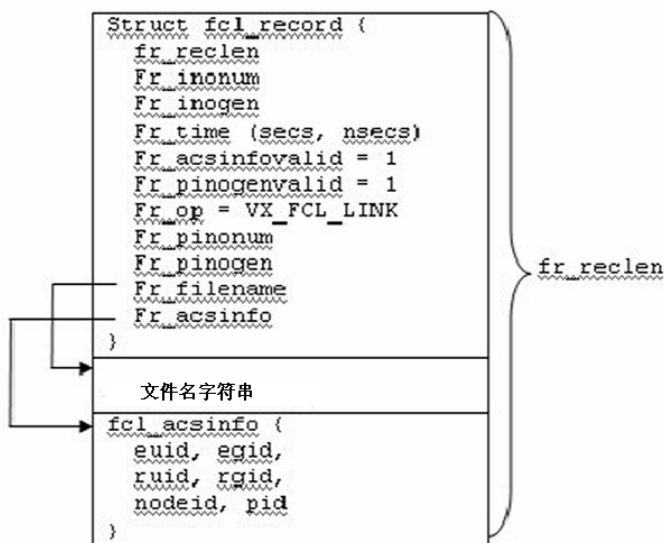 Struct fcl_record {
fr_reclen
Fr_inonum
Fr_inogen
Fr_time (secs, nsecs)
Fr_acsinfovalid = 1
Fr_pinogenvalid = 1
Fr_op = VX_FCL_LINK
Fr_pinonum
Fr_pinogen
Fr_filename
Fr_acsinfo
}
fr_reclen
文件名字符串
fcl_acsinfo {
euid, egid,
ruid, rgid,
nodeid, pid
}